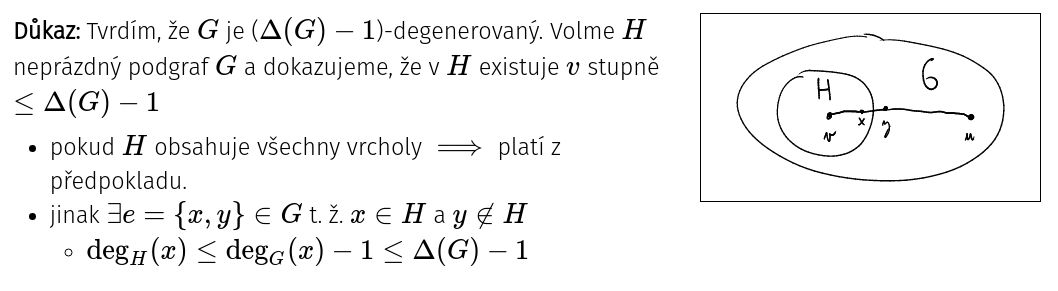 Důkaz: Tvrdím, že G je (Δ(G) − 1)-degenerovaný. Volme H
neprázdný podgraf G a dokazujeme, že v H existuje v stupně
≤ Δ(G) − 1
• pokud H obsahuje všechny vrcholy ⟹ platí z
předpokladu.
• jinak ∃e = {x, y} ∈ G t. ž. x ∈ H a y ∉ H
◦ deg_H(x) ≤ deg_G(x) − 1 ≤ Δ(G) − 1
G
H
v x y u